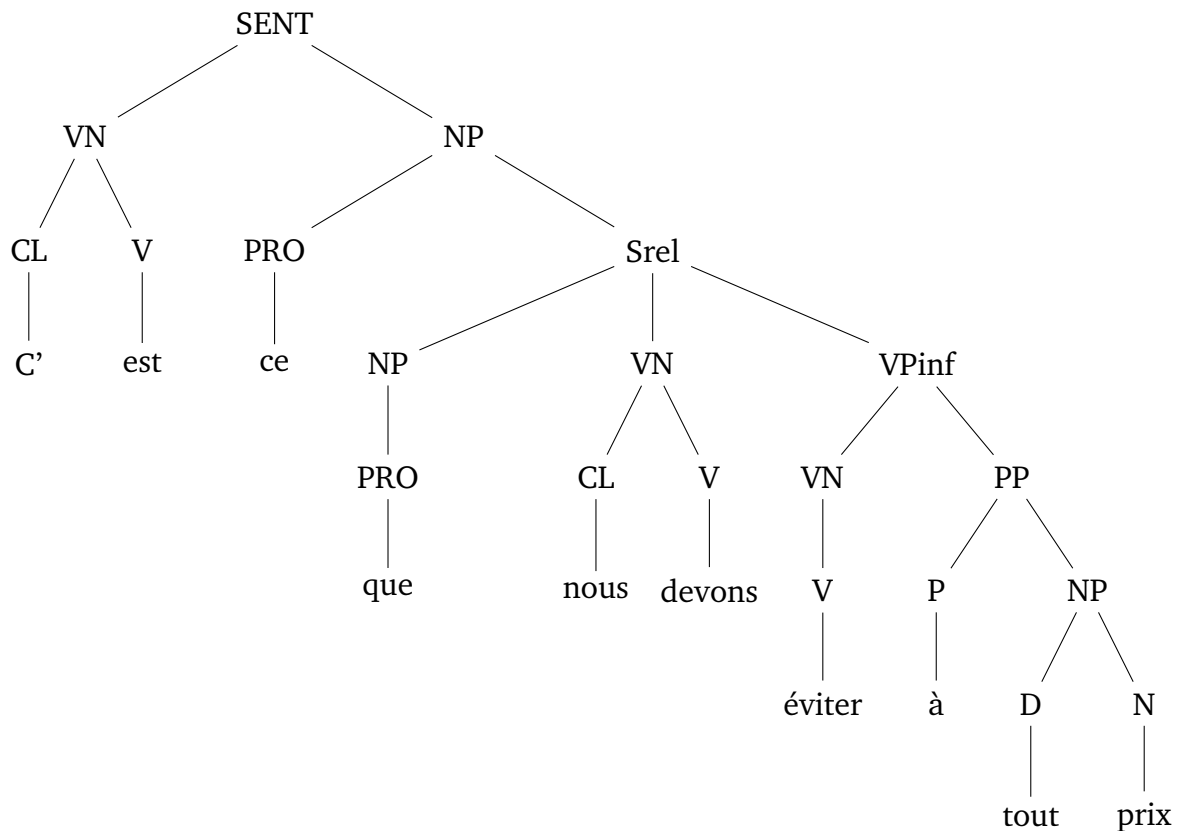 SENT
VN NP
CL V PRO Srel
C’ est ce NP VN VPinf
PRO CL V VN PP
que nous devons V P NP
éviter à D N
tout prix